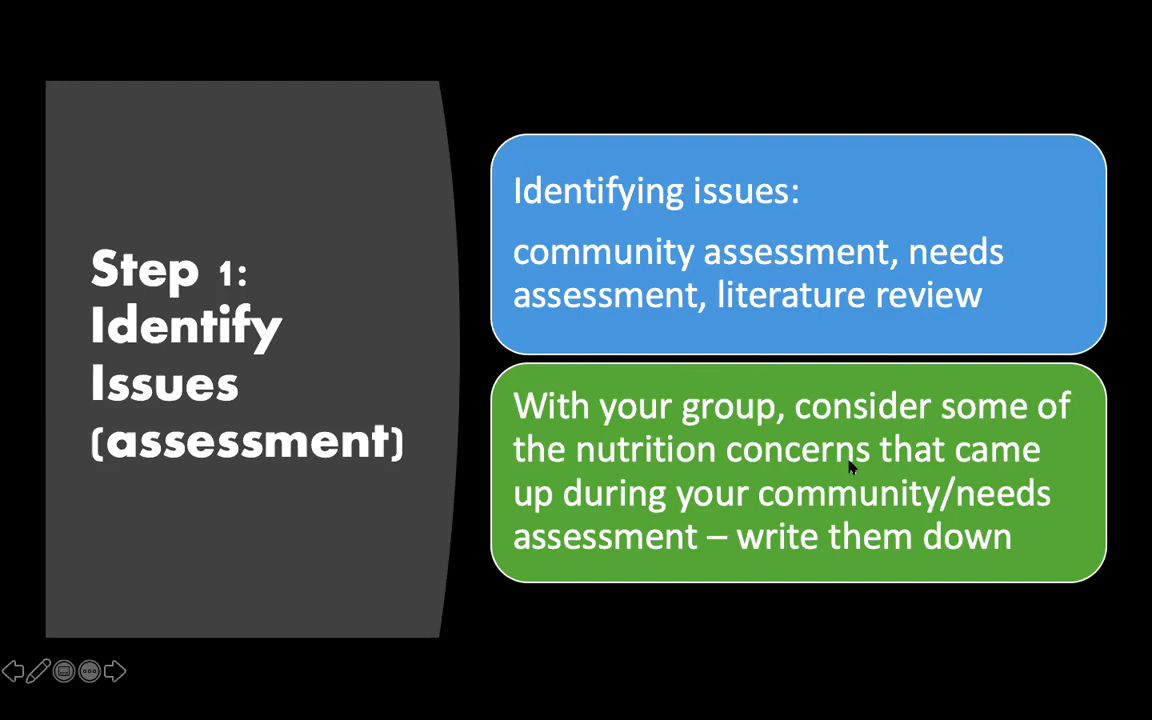 Step 1:
Identify
Issues
(assessment)
Identifying issues:
community assessment, needs
assessment, literature review
With your group, consider some of
the nutrition concerns that came
up during your community/needs
assessment – write them down